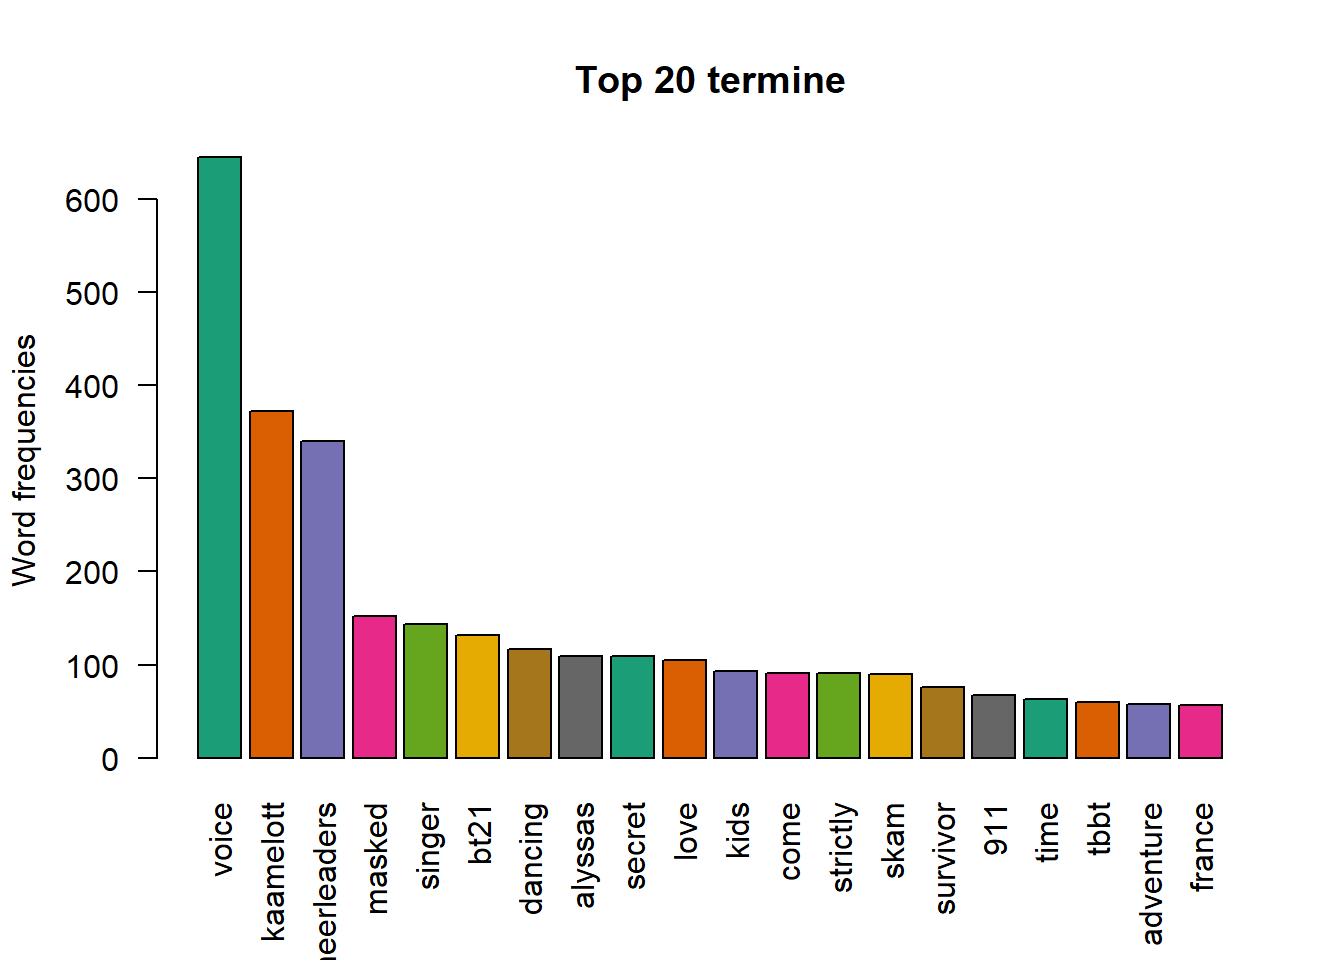 Top 20 termine
Word frequencies
600
500
400
300
200
100
0
voice
kaamelott
heerleaders
masked
singer
bt21
dancing
alyssas
secret
love
kids
come
strictly
skam
survivor
911
time
tbbt
adventure
france